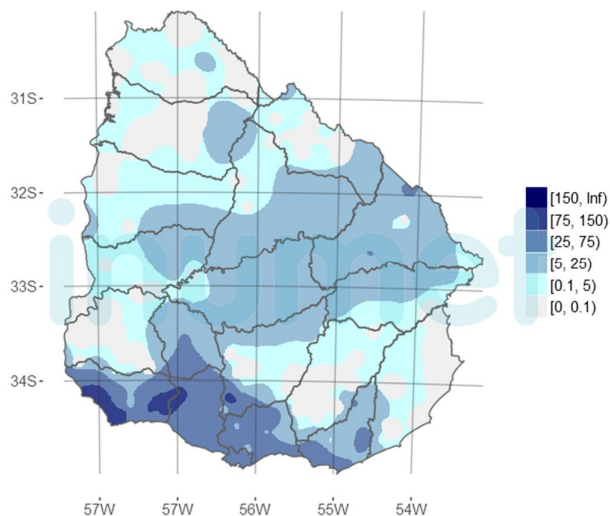 31S-
32S-
33S-
34S-
57W
57W
56W
55W
54W
[150, Inf)
[75, 150)
[25, 75)
[5, 25)
[0.1, 5)
[0, 0.1)
inumet